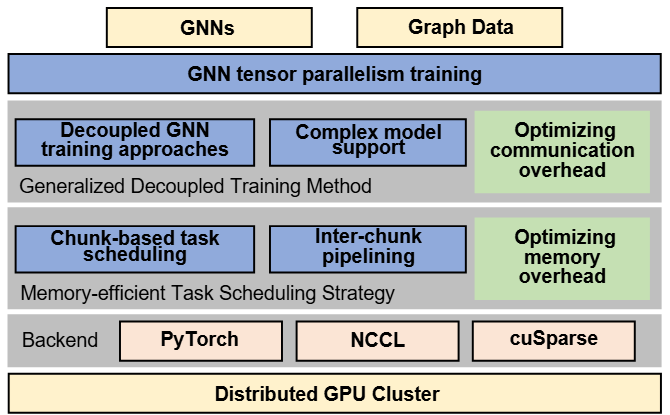 GNNs
Graph Data
GNN tensor parallelism training
Decoupled GNN
training approaches
Complex model
support
Optimizing
communication
overhead
Generalized Decoupled Training Method
Chunk-based task
scheduling
Inter-chunk
pipelining
Optimizing
memory
overhead
Memory-efficient Task Scheduling Strategy
Backend
PyTorch
NCCL
cuSparse
Distributed GPU Cluster